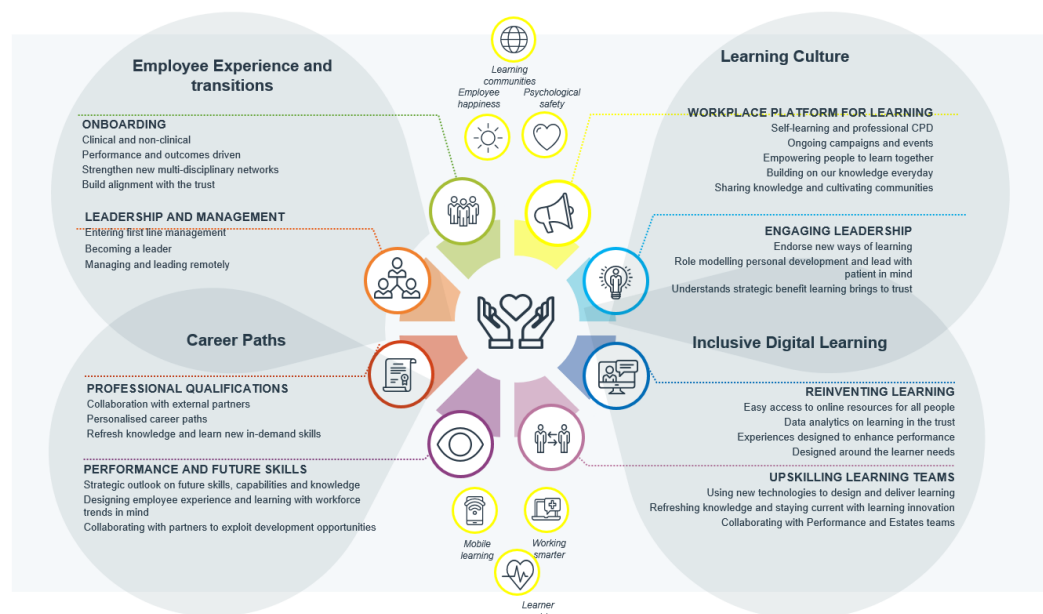 Employee Experience and
transitions
ONBOARDING
Clinical and non-clinical
Performance and outcomes driven
Strengthen new multi-disciplinary networks
Build alignment with the trust
LEADERSHIP AND MANAGEMENT
Entering first line management
Becoming a leader
Managing and leading remotely
Career Paths
PROFESSIONAL QUALIFICATIONS
Collaboration with external partners
Personalised career paths
Refresh knowledge and learn new in-demand skills
PERFORMANCE AND FUTURE SKILLS
Strategic outlook on future skills, capabilities and knowledge
Designing employee experience and learning with workforce
trends in mind
Collaborating with partners to exploit development opportunities
Learning
communities
Employee
happiness
Psychological
safety
Mobile
learning
Working
smarter
Learner
Learning Culture
WORKPLACE PLATFORM FOR LEARNING
Self-learning and professional CPD
Ongoing campaigns and events
Empowering people to learn together
Building on our knowledge everyday
Sharing knowledge and cultivating communities
ENGAGING LEADERSHIP
Endorse new ways of learning
Role modelling personal development and lead with
patient in mind
Understands strategic benefit learning brings to trust
Inclusive Digital Learning
REINVENTING LEARNING
Easy access to online resources for all people
Data analytics on learning in the trust
Experiences designed to enhance performance
Designed around the learner needs
UPSKILLING LEARNING TEAMS
Using new technologies to design and deliver learning
Refreshing knowledge and staying current with learning innovation
Collaborating with Performance and Estates teams